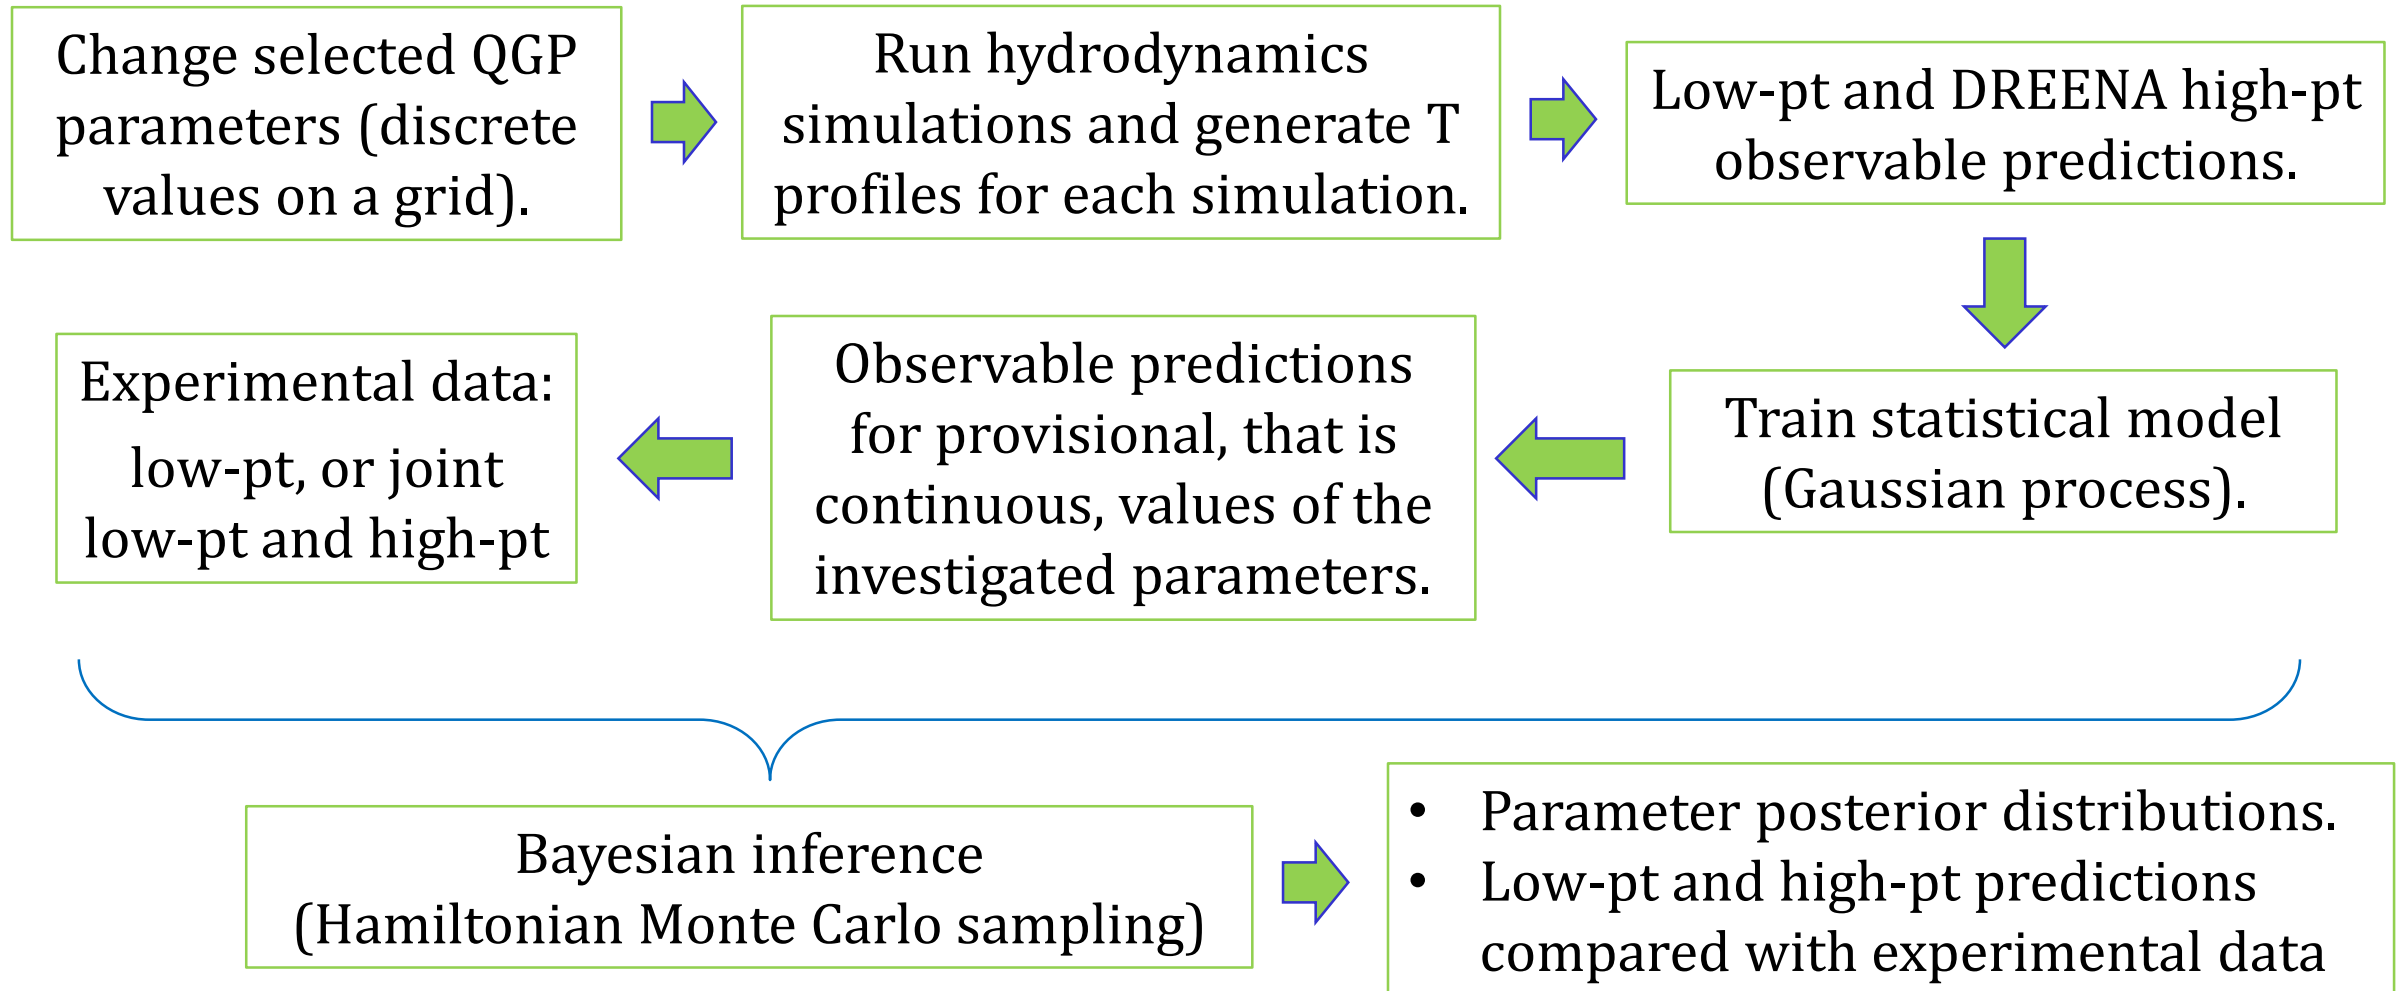 Change selected QGP
parameters (discrete
values on a grid).
Run hydrodynamics
simulations and generate T
profiles for each simulation.
Low-pt and DREENA high-pt
observable predictions.
Train statistical model
(Gaussian process).
Observable predictions
for provisional, that is
continuous, values of the
investigated parameters.
Experimental data:
low-pt, or joint
low-pt and high-pt
Bayesian inference
(Hamiltonian Monte Carlo sampling)
• Parameter posterior distributions.
• Low-pt and high-pt predictions
compared with experimental data